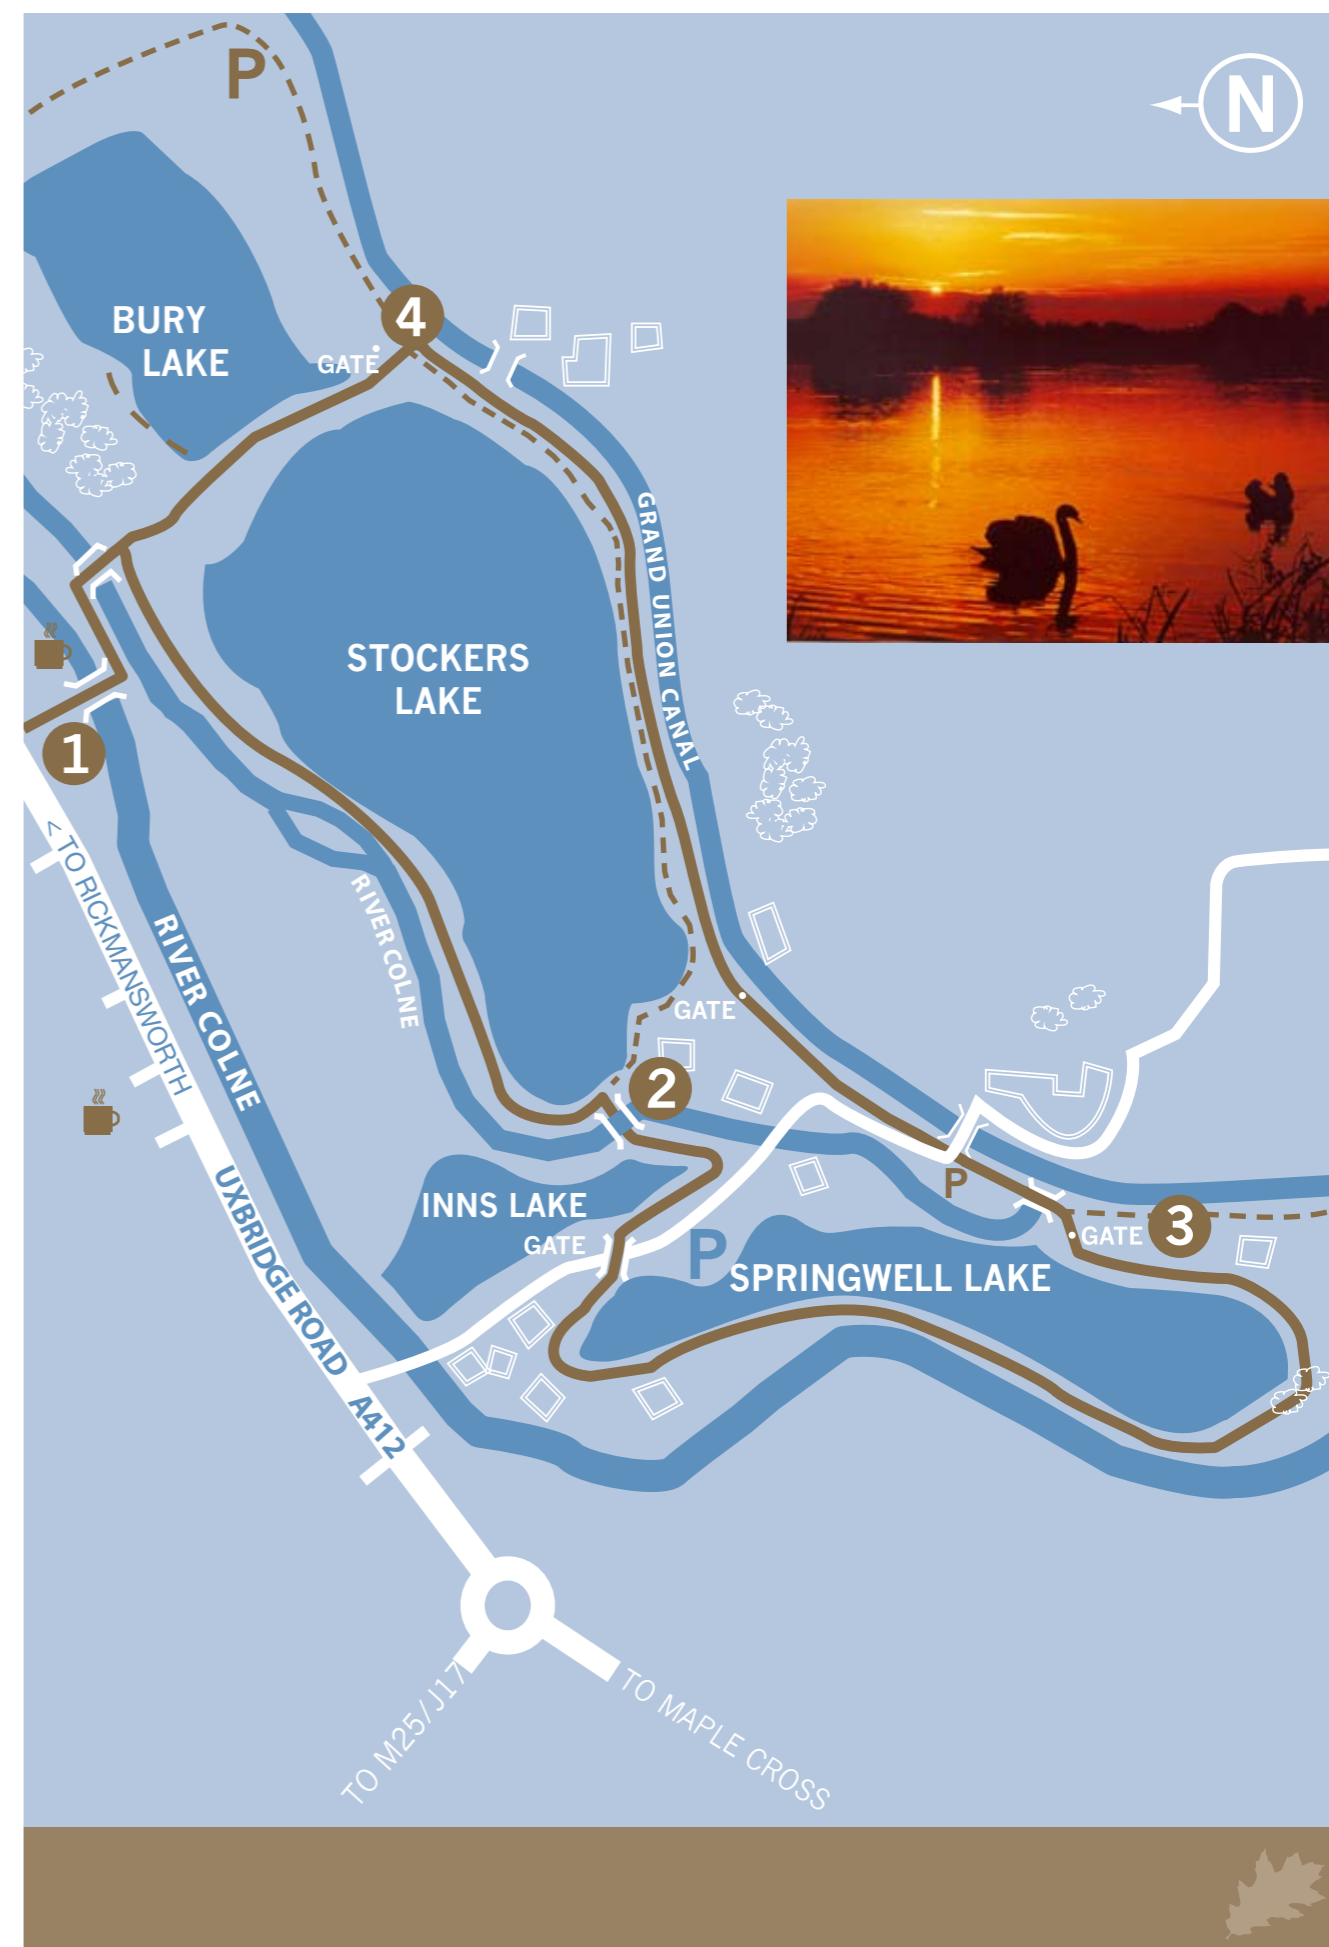 P
N
BURY
LAKE
4
GATE
STOCKERS
LAKE
GRAND UNION CANAL
1
< TO RICKMANSWORTH
RIVER COLNE
RIVER COLNE
GATE
2
UXBRIDGE ROAD A412
INNS LAKE
GATE
P
P
GATE
3
SPRINGWELL LAKE
TO M25/J17
TO MAPLE CROSS